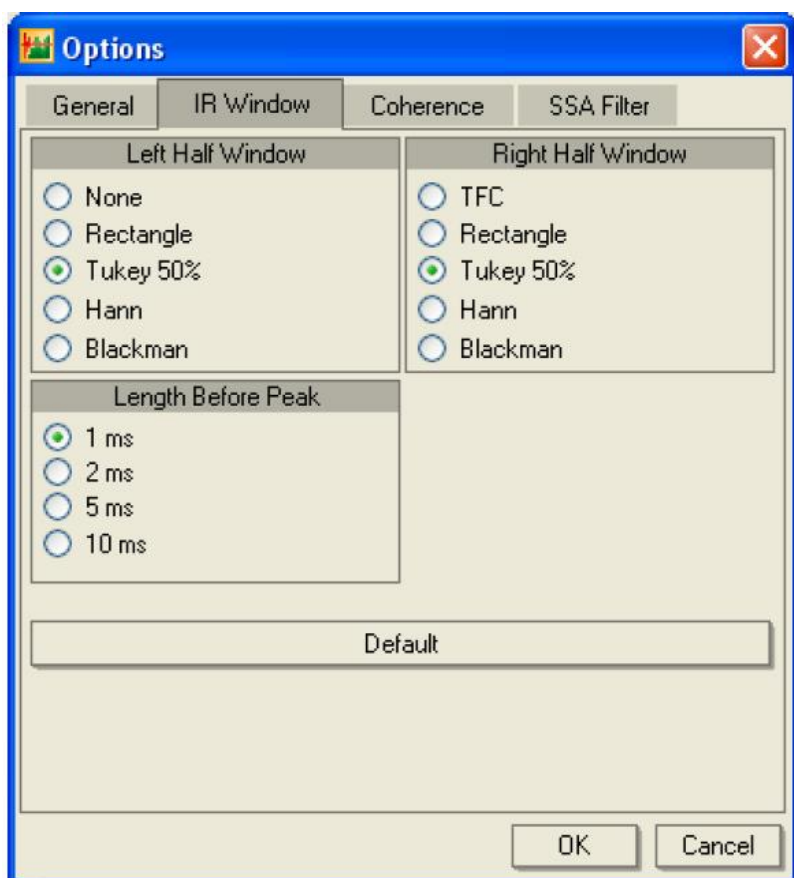 Options
General
IR Window
Coherence
SSA Filter
Left Half Window
None
Rectangle
Tukey 50%
Hann
Blackman
Right Half Window
TFC
Rectangle
Tukey 50%
Hann
Blackman
Length Before Peak
1 ms
2 ms
5 ms
10 ms
Default
OK
Cancel